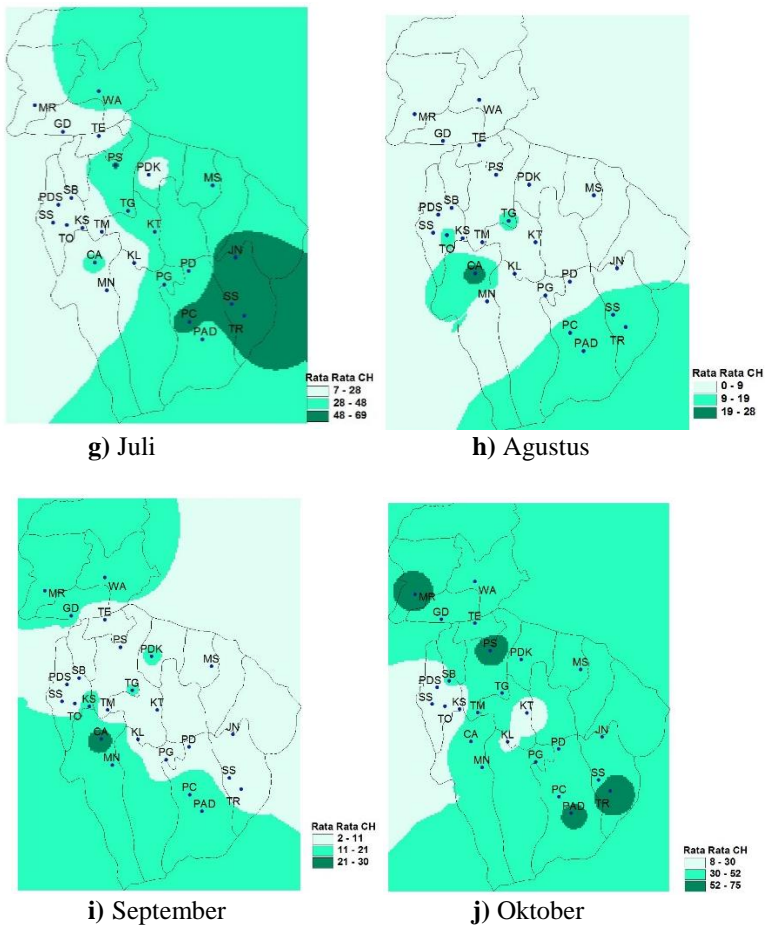 WA
MR
GD
TE
PS
PDK
MS
SB
PDS
SS
TO
KS
TM
TG
KT
CA
KL
JN
MN
PG
PD
SS
PC
TR
PAD
Rata Rata CH
7 - 28
28 - 48
48 - 69
g) Juli
WA
MR
GD
TE
PS
PDK
MS
SB
PDS
TG
SS
TO
KS
TM
KT
CA
KL
JN
PD
MN
PG
SS
PC
TR
PAD
Rata Rata CH
0 - 9
9 - 19
19 - 28
h) Agustus
WA
MR
GD
TE
PS
PDK
MS
SB
PDS
TG
SS
TO
KS
TM
KT
CA
KL
JN
PD
MN
PG
SS
PC
TR
PAD
Rata Rata CH
2 - 11
11 - 21
21 - 30
i) September
WA
MR
GD
TE
PS
PDK
MS
SB
PDS
TG
SS
TO
KS
TM
KT
CA
KL
JN
PD
MN
PG
SS
PC
TR
PAD
Rata Rata CH
8 - 30
30 - 52
52 - 75
j) Oktober